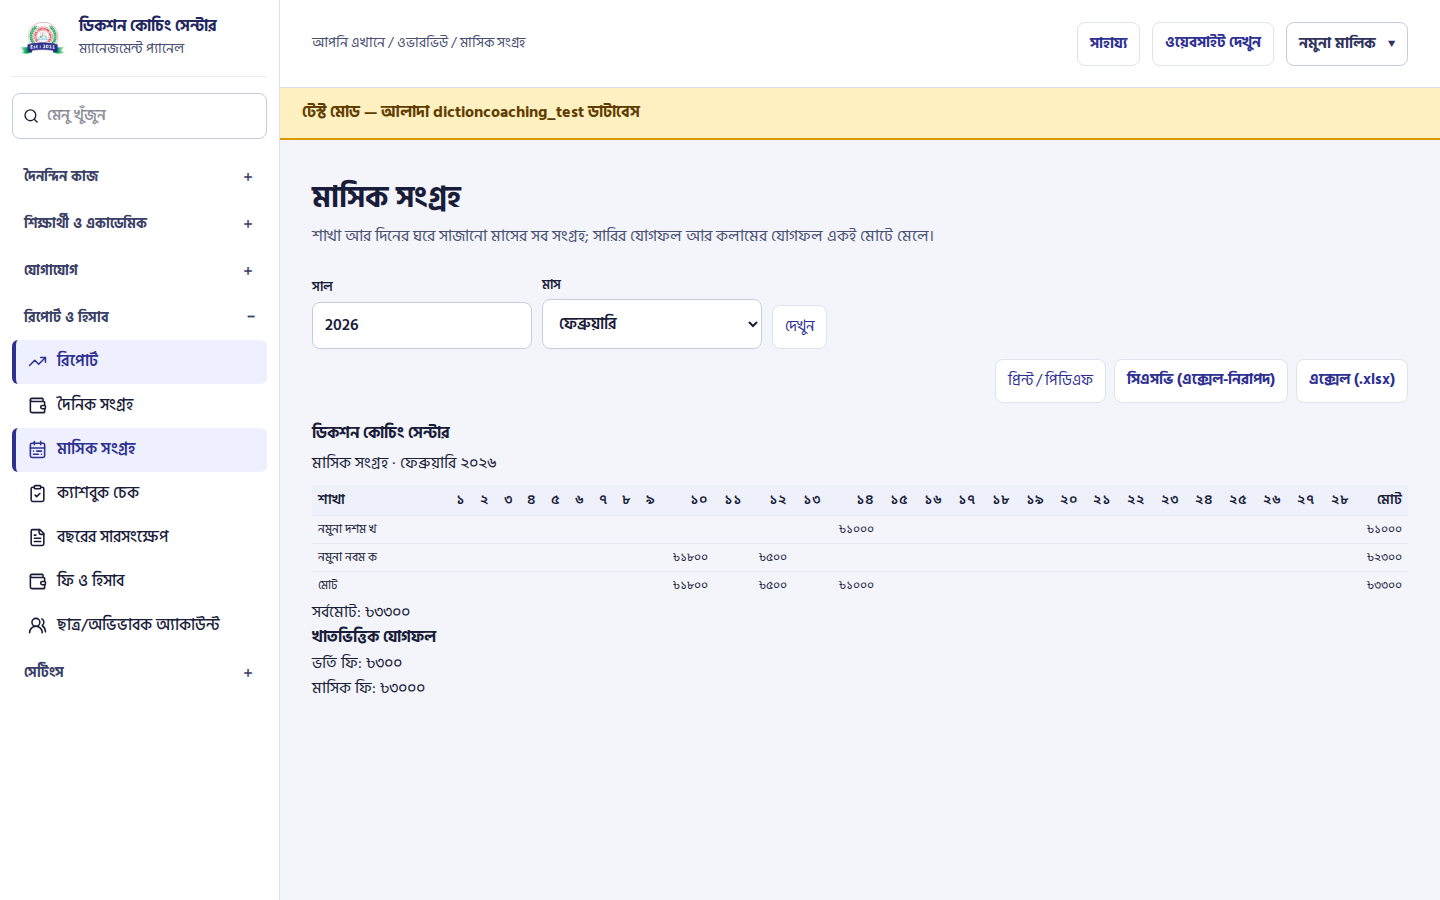 ডিকশন কোচিং সেন্টার
ম্যানেজমেন্ট প্যানেল
Est : 2011
মেনু খুঁজুন
দৈনন্দিন কাজ +
শিক্ষার্থী ও একাডেমিক +
যোগাযোগ +
রিপোর্ট ও হিসাব −
রিপোর্ট
দৈনিক সংগ্রহ
মাসিক সংগ্রহ
ক্যাশবুক চেক
বছরের সারসংক্ষেপ
ফি ও হিসাব
ছাত্র/অভিভাবক অ্যাকাউন্ট
সেটিংস +
আপনি এখানে / ওভারভিউ / মাসিক সংগ্রহ
সাহায্য ওয়েবসাইট দেখুন নমুনা মালিক ▾
টেস্ট মোড — আলাদা dictioncoaching_test ডাটাবেস
মাসিক সংগ্রহ
শাখা আর দিনের ঘরে সাজানো মাসের সব সংগ্রহ; সারির যোগফল আর কলামের যোগফল একই মোটে মেলে।
সাল মাস
2026 ফেব্রুয়ারি দেখুন
প্রিন্ট / পিডিএফ সিএসভি (এক্সেল-নিরাপদ) এক্সেল (.xlsx)
ডিকশন কোচিং সেন্টার
মাসিক সংগ্রহ · ফেব্রুয়ারি ২০২৬
শাখা ১ ২ ৩ ৪ ৫ ৬ ৭ ৮ ৯ ১০ ১১ ১২ ১৩ ১৪ ১৫ ১৬ ১৭ ১৮ ১৯ ২০ ২১ ২২ ২৩ ২৪ ২৫ ২৬ ২৭ ২৮ মোট
নমুনা দশম খ ৳১০০০ ৳১০০০
নমুনা নবম ক ৳১৮০০ ৳৫০০ ৳২৩০০
মোট ৳১৮০০ ৳৫০০ ৳১০০০ ৳৩৩০০
সর্বমোট: ৳৩৩০০
খাতভিত্তিক যোগফল
ভর্তি ফি: ৳৩০০
মাসিক ফি: ৳৩০০০